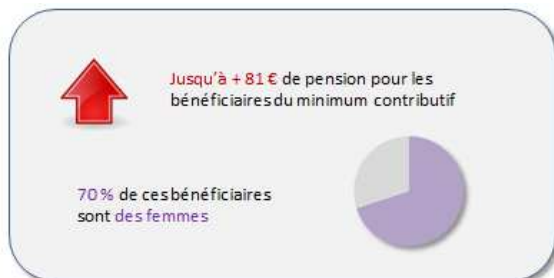 Jusqu'à + 81 € de pension pour les
bénéficiaires du minimum contributif
70 % de ces bénéficiaires
sont des femmes